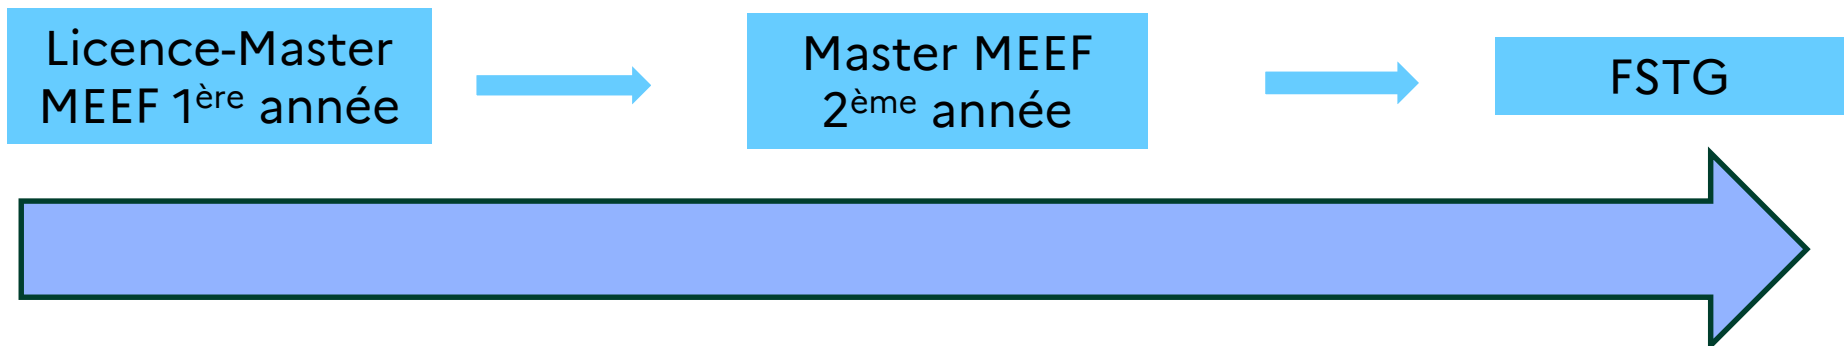 Licence-Master
MEEF 1ère année
Master MEEF
2ème année
FSTG